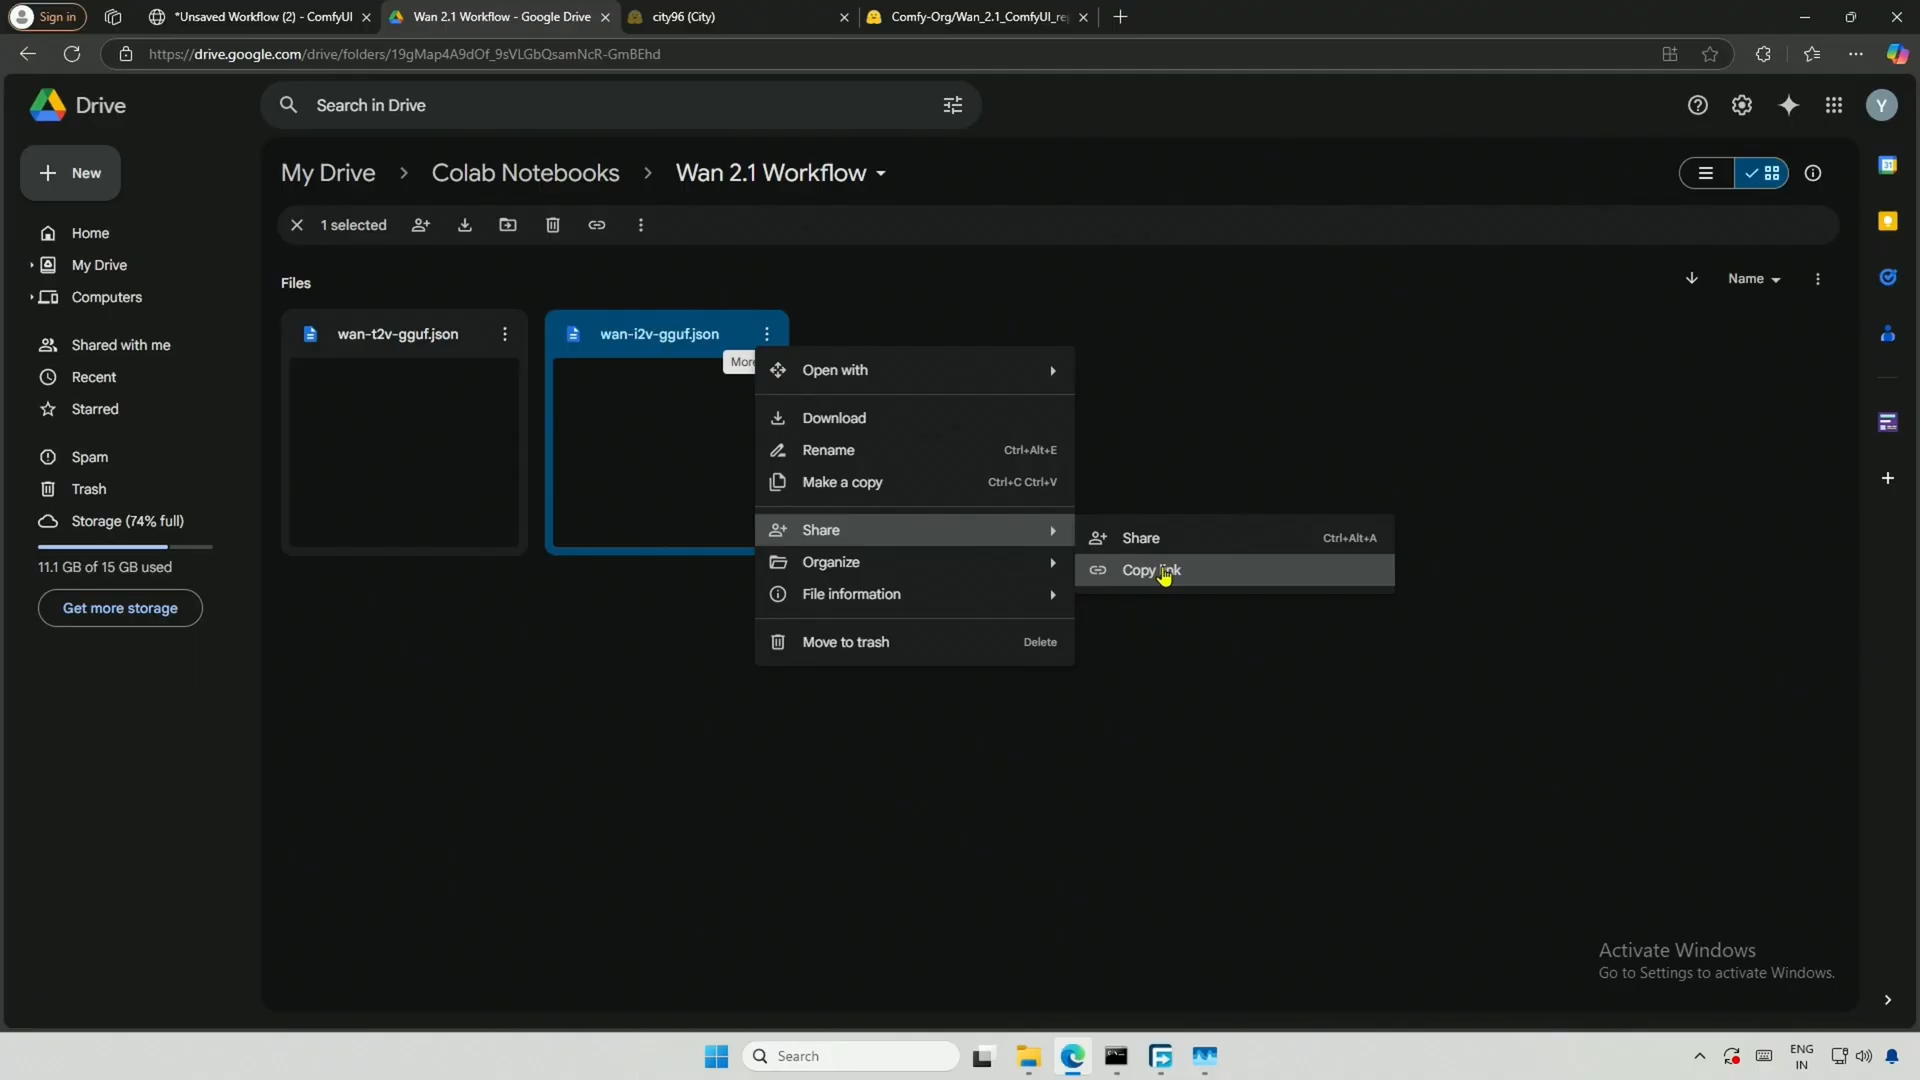 Sign in
*Unsaved Workflow (2) - ComfyUI
Wan 2.1 Workflow - Google Drive
city96 (City)
Comfy-Org/Wan_2.1_ComfyUI_re
https://drive.google.com/drive/folders/19gMap4A9dOf_9sVLGbQsamNcR-GmBEhd
Drive
Search in Drive
Y
New
My Drive > Colab Notebooks > Wan 2.1 Workflow
1 selected
Home
My Drive
Computers
Shared with me
Recent
Starred
Spam
Trash
Storage (74% full)
11.1 GB of 15 GB used
Get more storage
Files
Name
wan-t2v-gguf.json
wan-i2v-gguf.json
More
Open with
Download
Rename Ctrl+Alt+E
Make a copy Ctrl+C Ctrl+V
Share
Organize
File information
Move to trash Delete
Share Ctrl+Alt+A
Copy link
31
Activate Windows
Go to Settings to activate Windows.
Search
ENG
IN